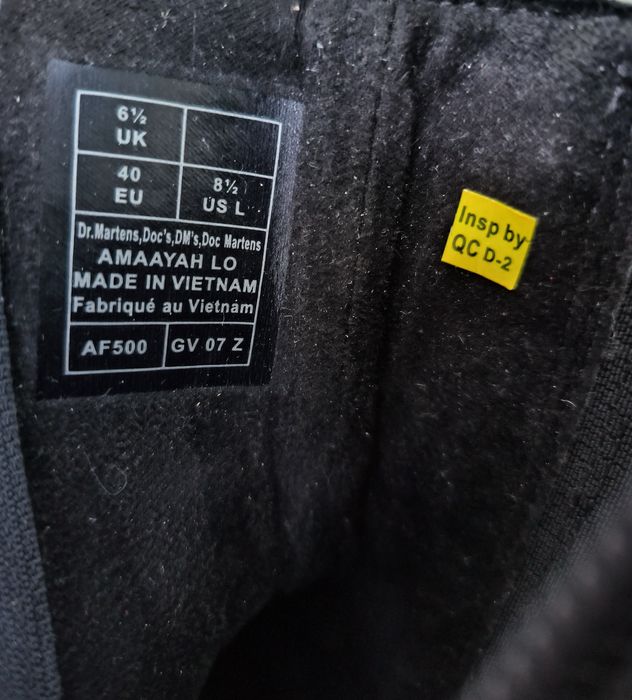 6½
UK
40
EU
8½
US L
Dr.Martens,Doc's,DM's,Doc Martens
AMAAYAH LO
MADE IN VIETNAM
Fabriqué au Vietnam
AF500
GV 07 Z
Insp by
QC D-2